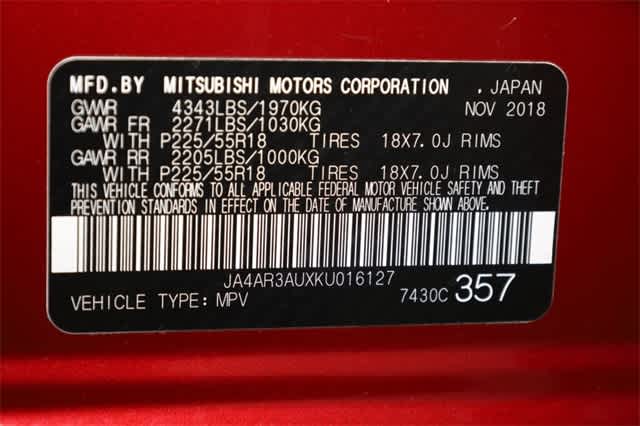 MFD.BY MITSUBISHI MOTORS CORPORATION , JAPAN
GVWR 4343LBS/1970KG NOV 2018
GAWR FR 2271LBS/1030KG
WITH P225/55R18 TIRES 18X7.0J RIMS
GAWR RR 2205LBS/1000KG
WITH P225/55R18 TIRES 18X7.0J RIMS
THIS VEHICLE CONFORMS TO ALL APPLICABLE FEDERAL MOTOR VEHICLE SAFETY AND THEFT
PREVENTION STANDARDS IN EFFECT ON THE DATE OF MANUFACTURE SHOWN ABOVE.
JA4AR3AUXKU016127
VEHICLE TYPE: MPV 7430C 357